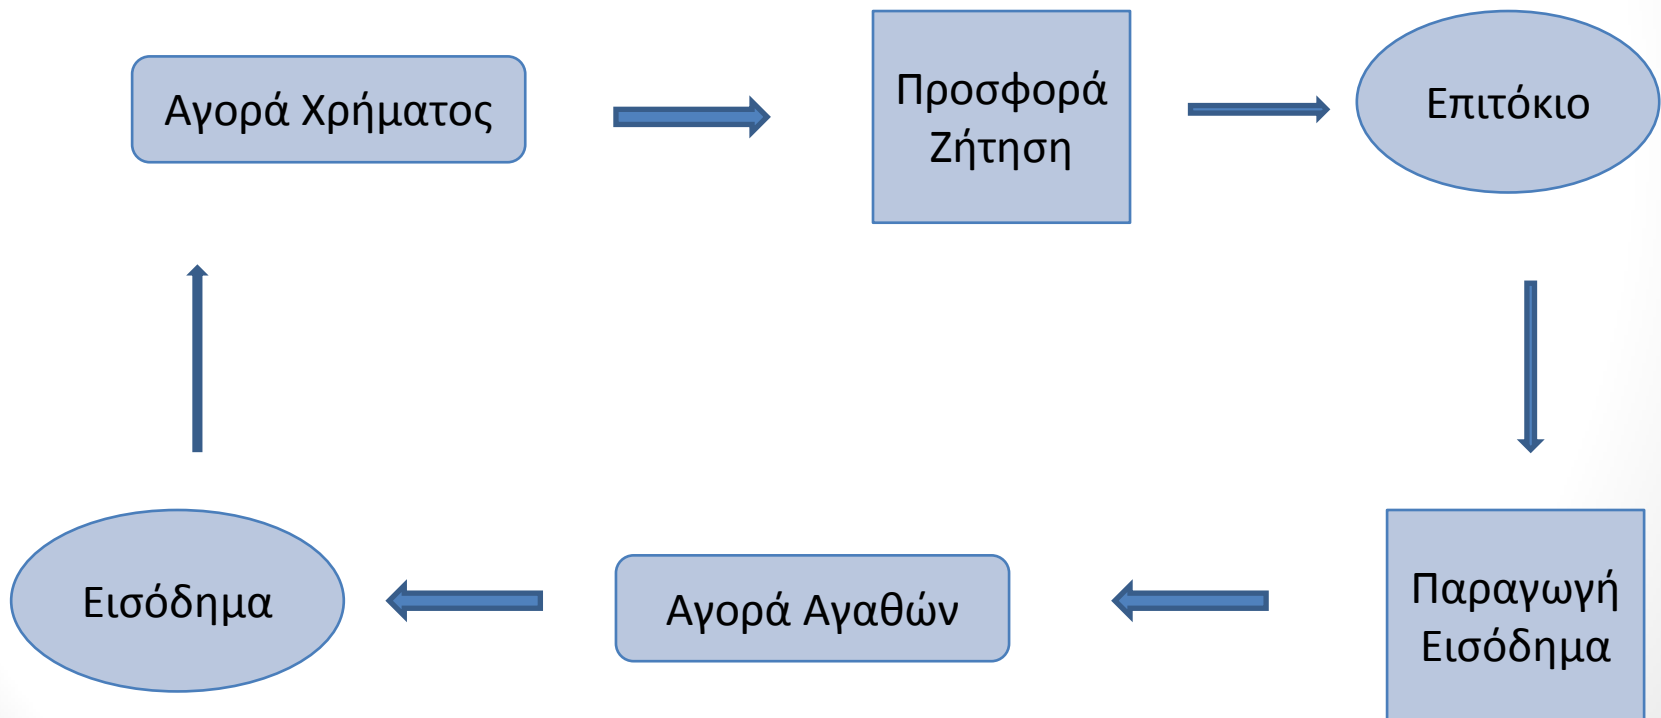 Αγορά Χρήματος
Προσφορά
Ζήτηση
Επιτόκιο
Εισόδημα
Αγορά Αγαθών
Παραγωγή
Εισόδημα